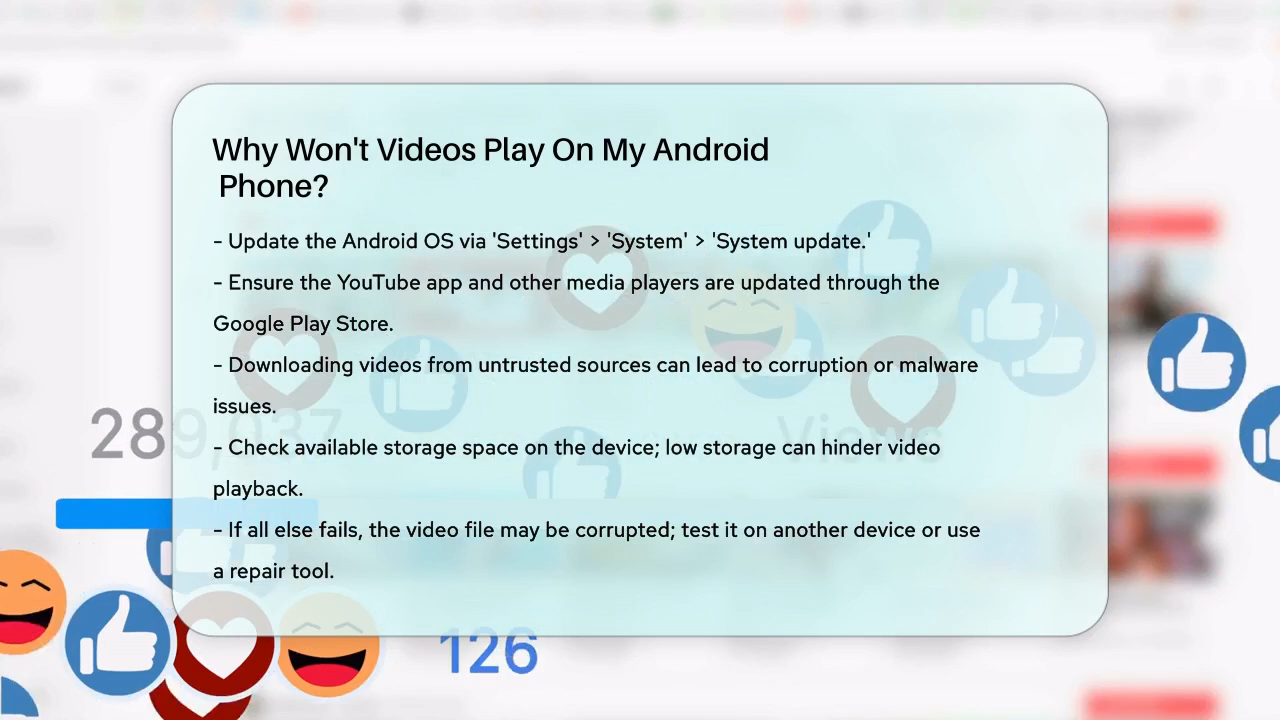 Why Won't Videos Play On My Android
Phone?
- Update the Android OS via 'Settings' > 'System' > 'System update.'
- Ensure the YouTube app and other media players are updated through the
Google Play Store.
- Downloading videos from untrusted sources can lead to corruption or malware
issues.
- Check available storage space on the device; low storage can hinder video
playback.
- If all else fails, the video file may be corrupted; test it on another device or use
a repair tool.
289,037
Views
126